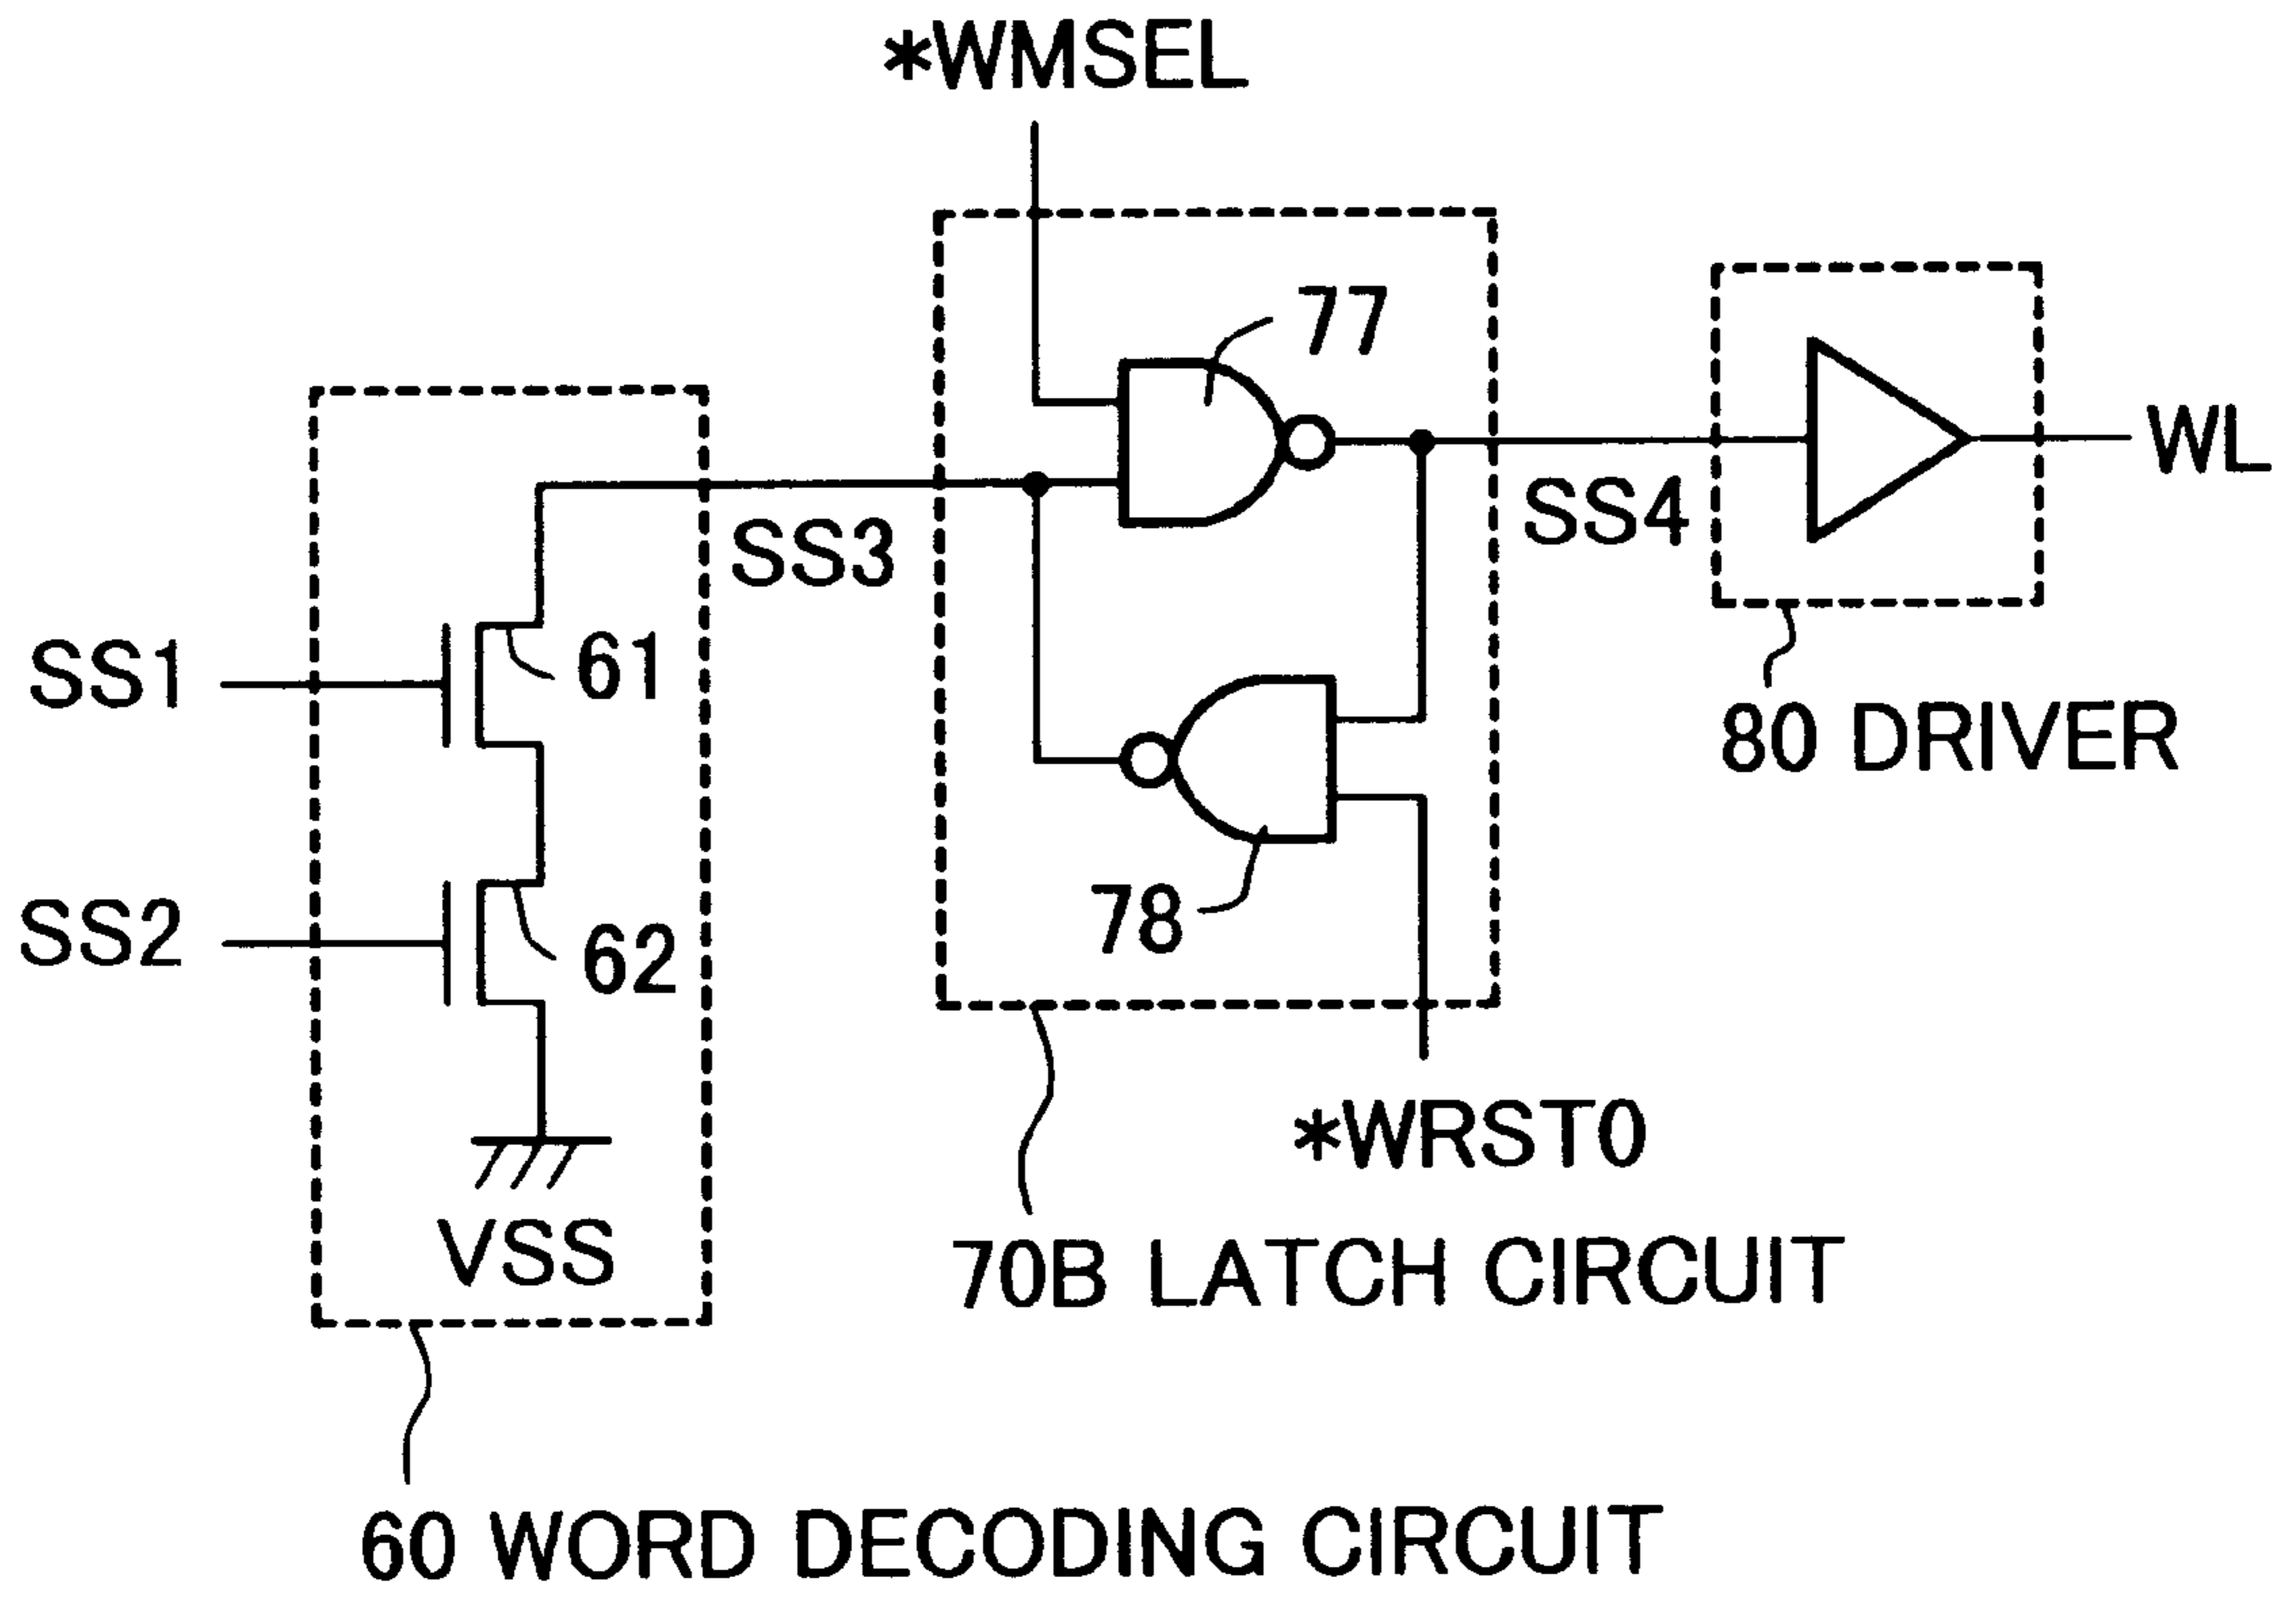 *WMSEL
77
WL
SS3
SS4
SS1
61
80 DRIVER
SS2
62
78
*WRST0
VSS
70B LATCH CIRCUIT
60 WORD DECODING CIRCUIT